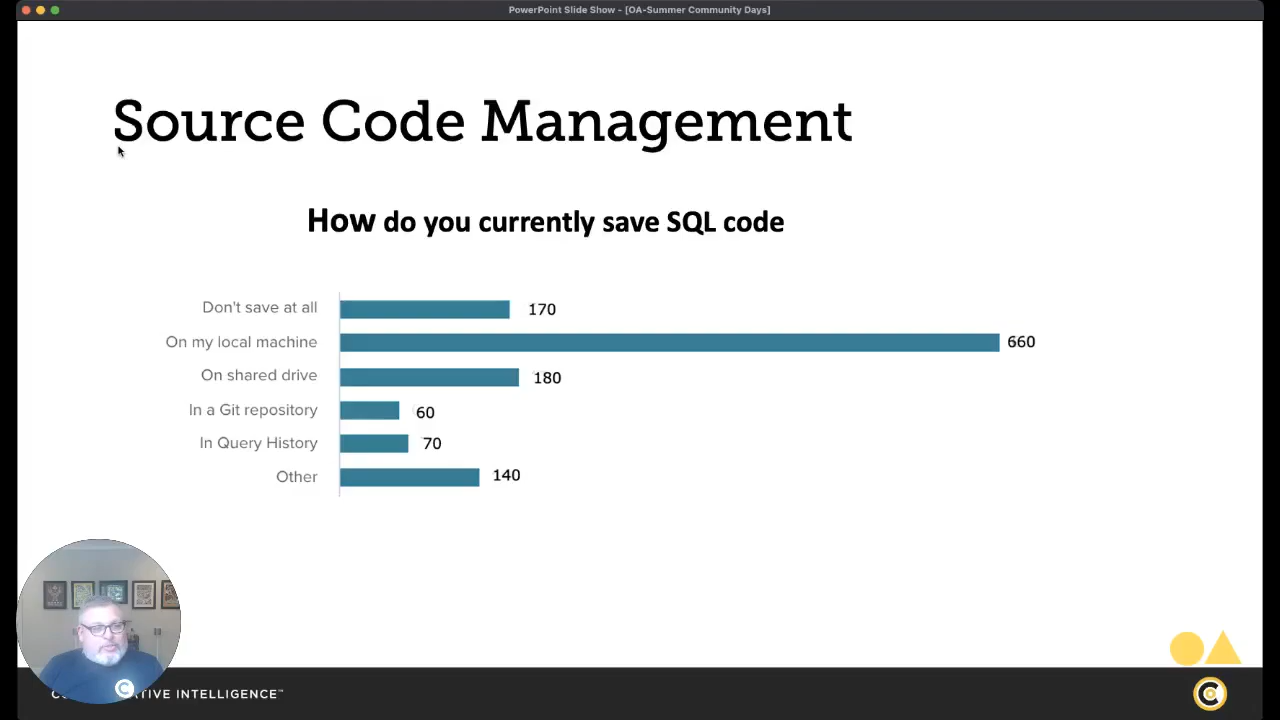 PowerPoint Slide Show - [OA-Summer Community Days]
Source Code Management
How do you currently save SQL code
Don't save at all 170
On my local machine 660
On shared drive 180
In a Git repository 60
In Query History 70
Other 140
INTELLIGENCE™